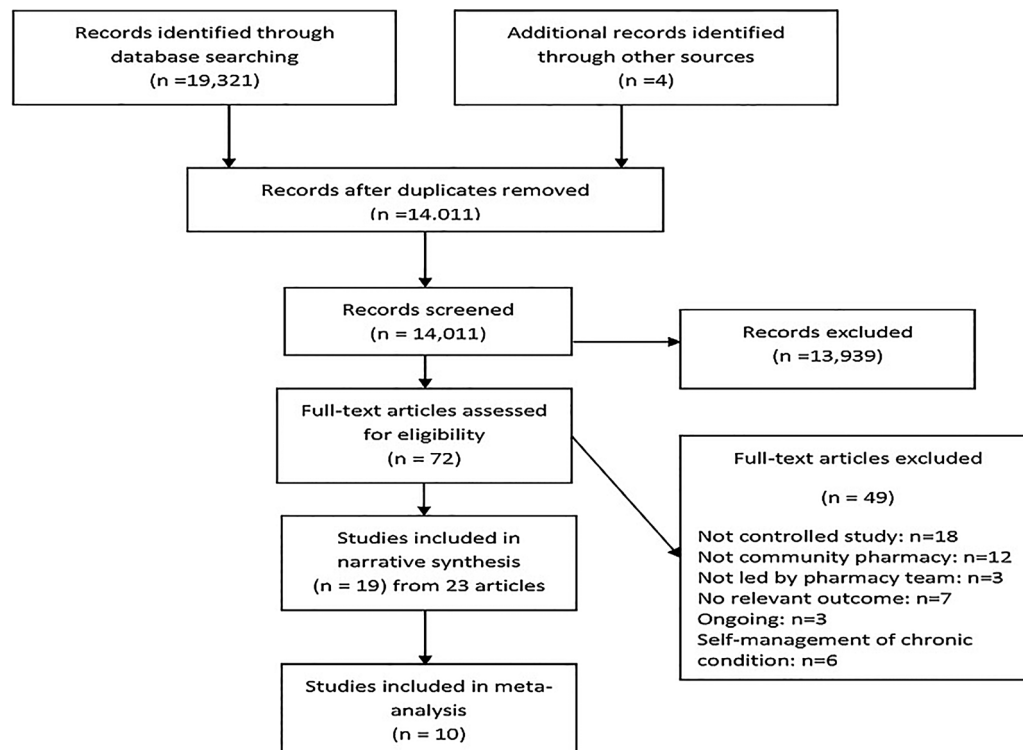 Records identified through
database searching
(n =19,321)
Additional records identified
through other sources
(n =4)
Records after duplicates removed
(n =14,011)
Records screened
(n = 14,011)
Records excluded
(n =13,939)
Full-text articles assessed
for eligibility
(n = 72)
Full-text articles excluded
(n = 49)
Not controlled study: n=18
Not community pharmacy: n=12
Not led by pharmacy team: n=3
No relevant outcome: n=7
Ongoing: n=3
Self-management of chronic
condition: n=6
Studies included in
narrative synthesis
(n = 19) from 23 articles
Studies included in meta-
analysis
(n = 10)